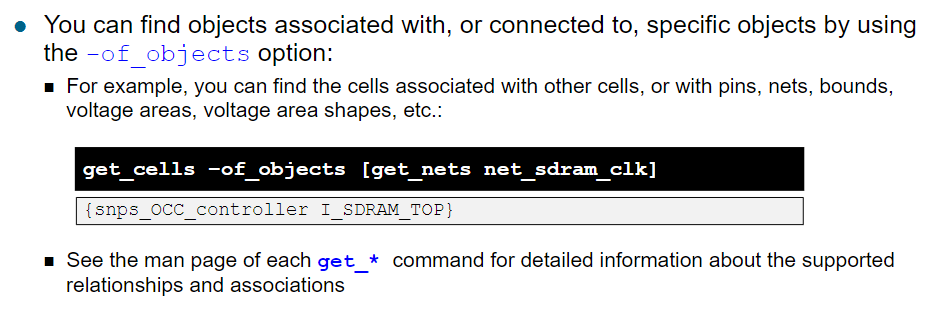 You can find objects associated with, or connected to, specific objects by using
the -of_objects option:
For example, you can find the cells associated with other cells, or with pins, nets, bounds,
voltage areas, voltage area shapes, etc.:
get_cells –of_objects [get_nets net_sdram_clk]
{snps_OCC_controller I_SDRAM_TOP}
See the man page of each get_* command for detailed information about the supported
relationships and associations